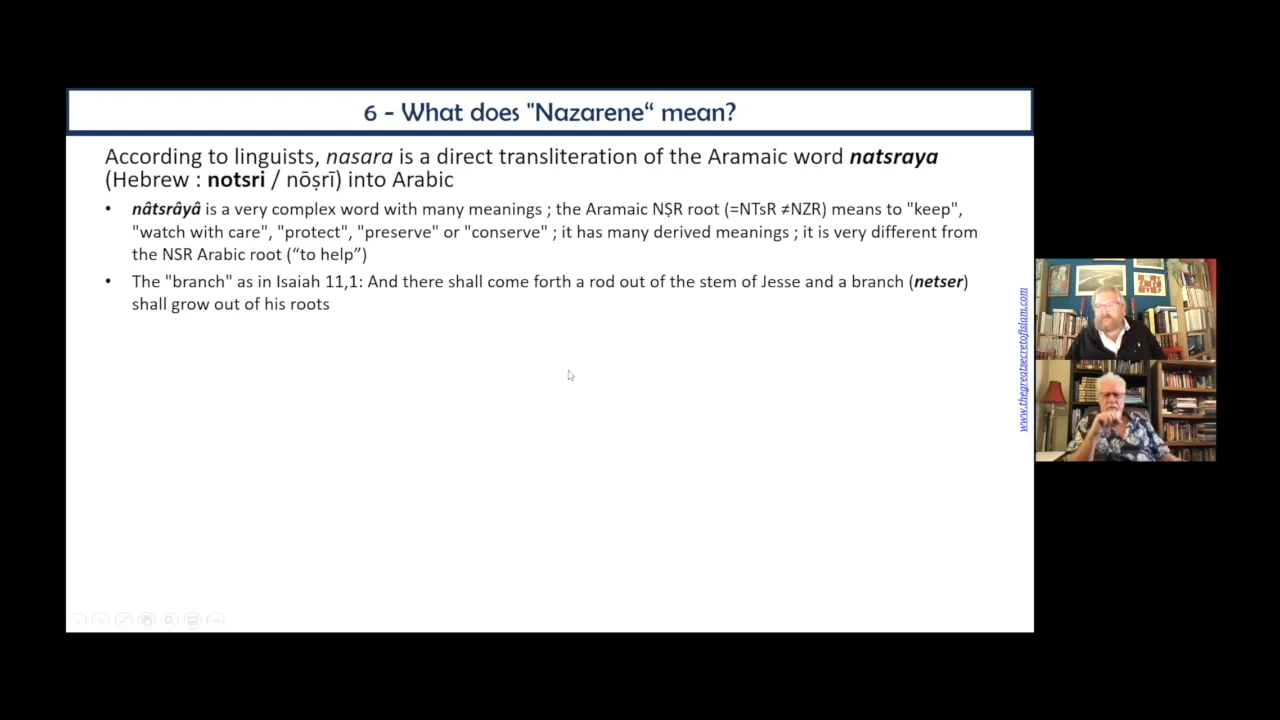 6 - What does "Nazarene“ mean?
According to linguists, nasara is a direct transliteration of the Aramaic word natsraya
(Hebrew : notsri / nōṣrī) into Arabic
• nâtsrâyâ is a very complex word with many meanings ; the Aramaic NṢR root (=NTsR ≠NZR) means to "keep",
"watch with care", "protect", "preserve" or "conserve" ; it has many derived meanings ; it is very different from
the NSR Arabic root (“to help”)
• The "branch" as in Isaiah 11,1: And there shall come forth a rod out of the stem of Jesse and a branch (netser)
shall grow out of his roots
www.thegreatsecretofislam.com